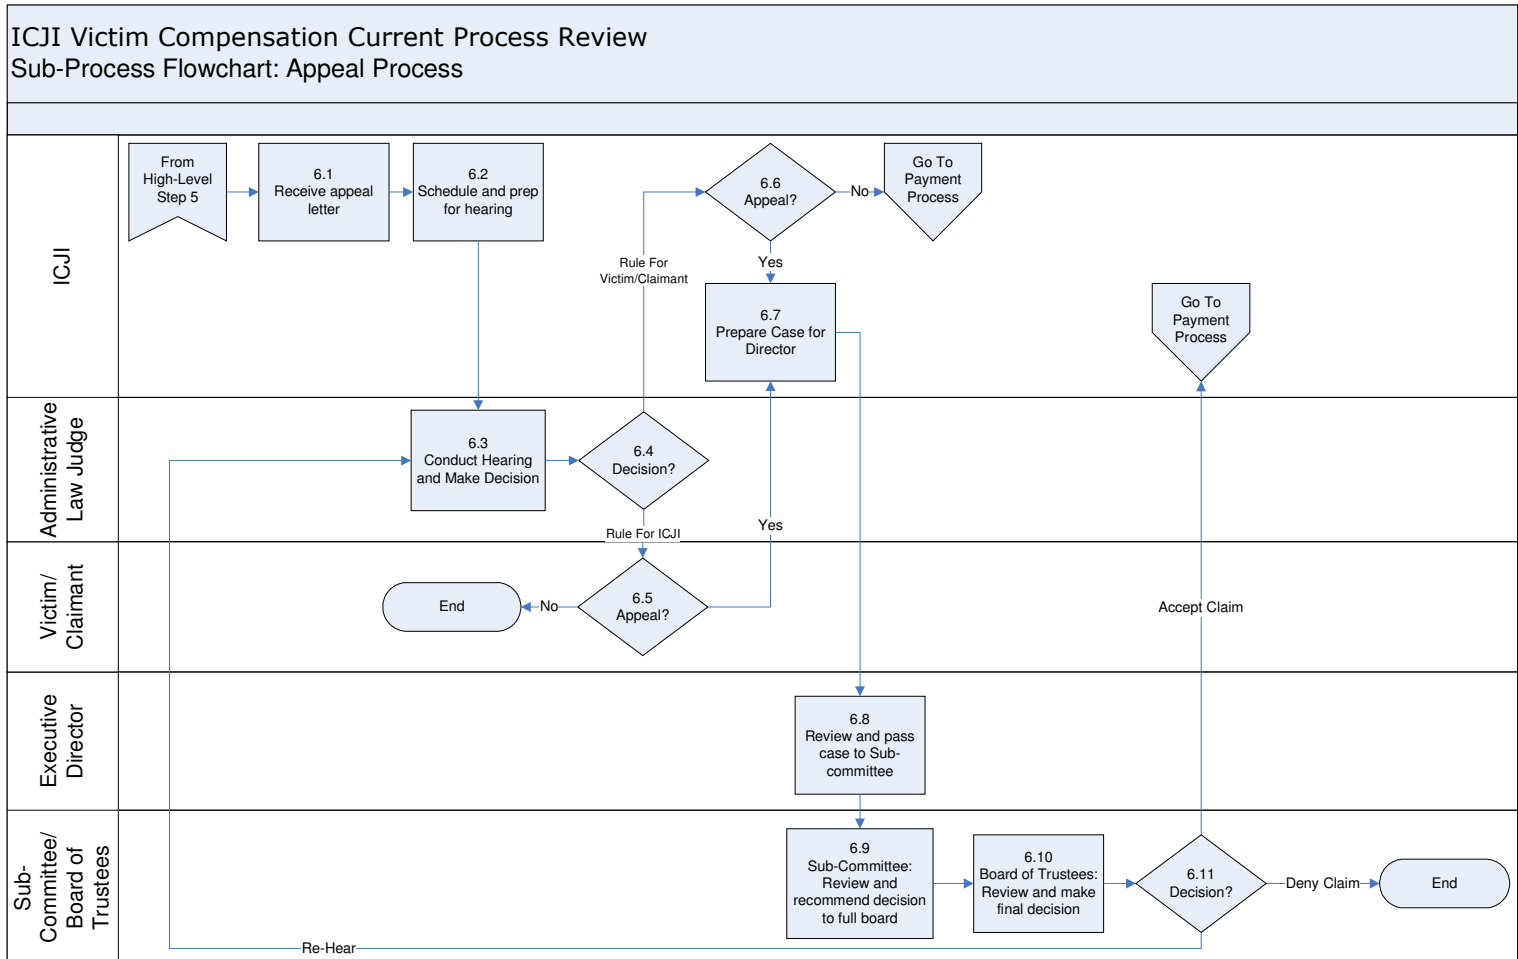 ICJI Victim Compensation Current Process Review
Sub-Process Flowchart: Appeal Process
ICJI
From
High-Level
Step 5
6.1
Receive appeal
letter
6.2
Schedule and prep
for hearing
6.6
Appeal?
No
Go To
Payment
Process
Rule For
Victim/Claimant
Yes
6.7
Prepare Case for
Director
Go To
Payment
Process
Administrative
Law Judge
6.3
Conduct Hearing
and Make Decision
6.4
Decision?
Rule For ICJI
Yes
Victim/
Claimant
End
No
6.5
Appeal?
Accept Claim
Executive
Director
6.8
Review and pass
case to Sub-
committee
Sub-
Committee/
Board of
Trustees
6.9
Sub-Committee:
Review and
recommend decision
to full board
6.10
Board of Trustees:
Review and make
final decision
6.11
Decision?
Deny Claim
End
Re-Hear